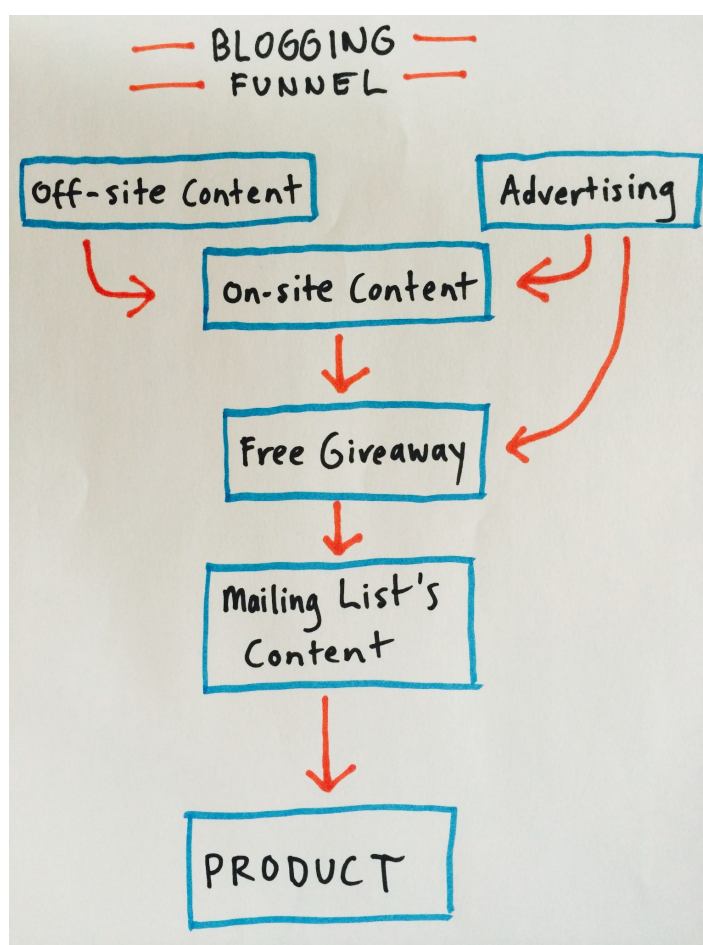 BLOGGING
FUNNEL
Off-site Content
Advertising
On-site Content
Free Giveaway
Mailing List's
Content
PRODUCT